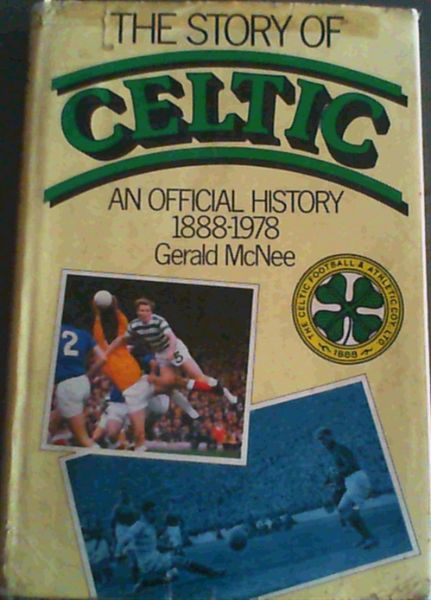 THE STORY OF
CELTIC
AN OFFICIAL HISTORY
1888-1978
Gerald McNee
THE CELTIC FOOTBALL & ATHLETIC COY. LTD
1888
2
5